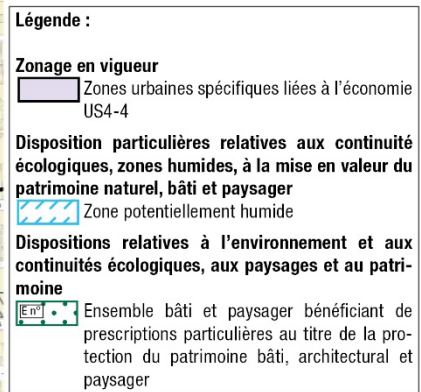 Légende :
Zonage en vigueur
Zones urbaines spécifiques liées à l'économie
US4-4
Disposition particulières relatives aux continuité
écologiques, zones humides, à la mise en valeur du
patrimoine naturel, bâti et paysager
Zone potentiellement humide
Dispositions relatives à l'environnement et aux
continuités écologiques, aux paysages et au patri-
moine
E n° Ensemble bâti et paysager bénéficiant de
prescriptions particulières au titre de la pro-
tection du patrimoine bâti, architectural et
paysager